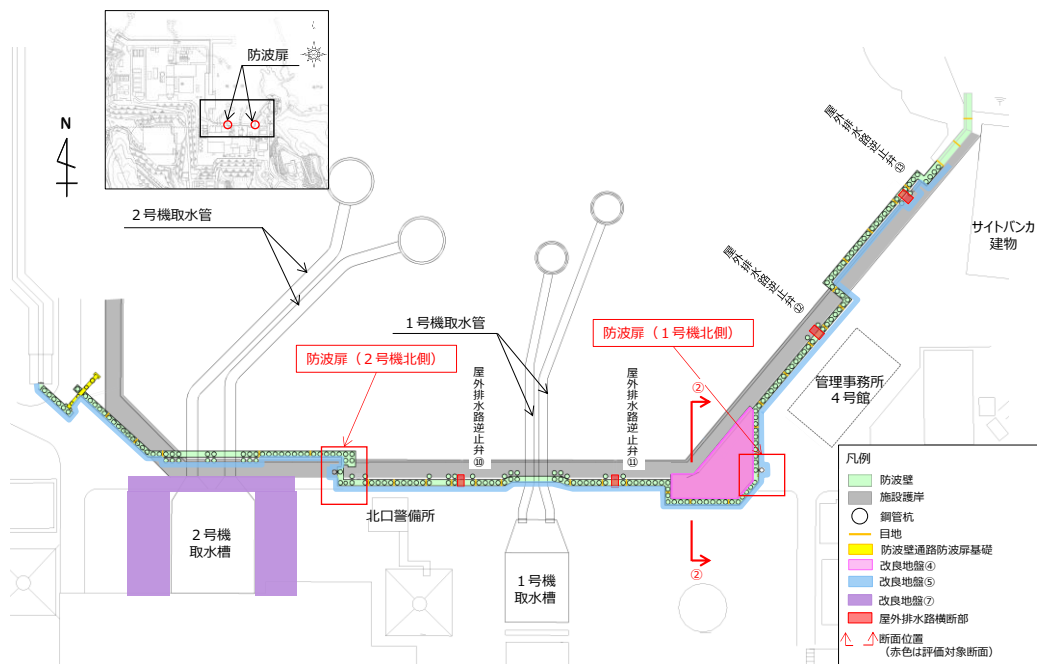 防波扉
N
2号機取水管
1号機取水管
防波扉（2号機北側）
防波扉（1号機北側）
屋外排水路逆止弁⑩
屋外排水路逆止弁⑪
屋外排水路逆止弁⑫
屋外排水路逆止弁⑬
サイトバンカ
建物
管理事務所
4号館
②
②
北口警備所
2号機
取水槽
1号機
取水槽
凡例
防波壁
施設護岸
鋼管杭
目地
防波壁通路防波扉基礎
改良地盤④
改良地盤⑤
改良地盤⑦
屋外排水路横断部
断面位置
（赤色は評価対象断面）